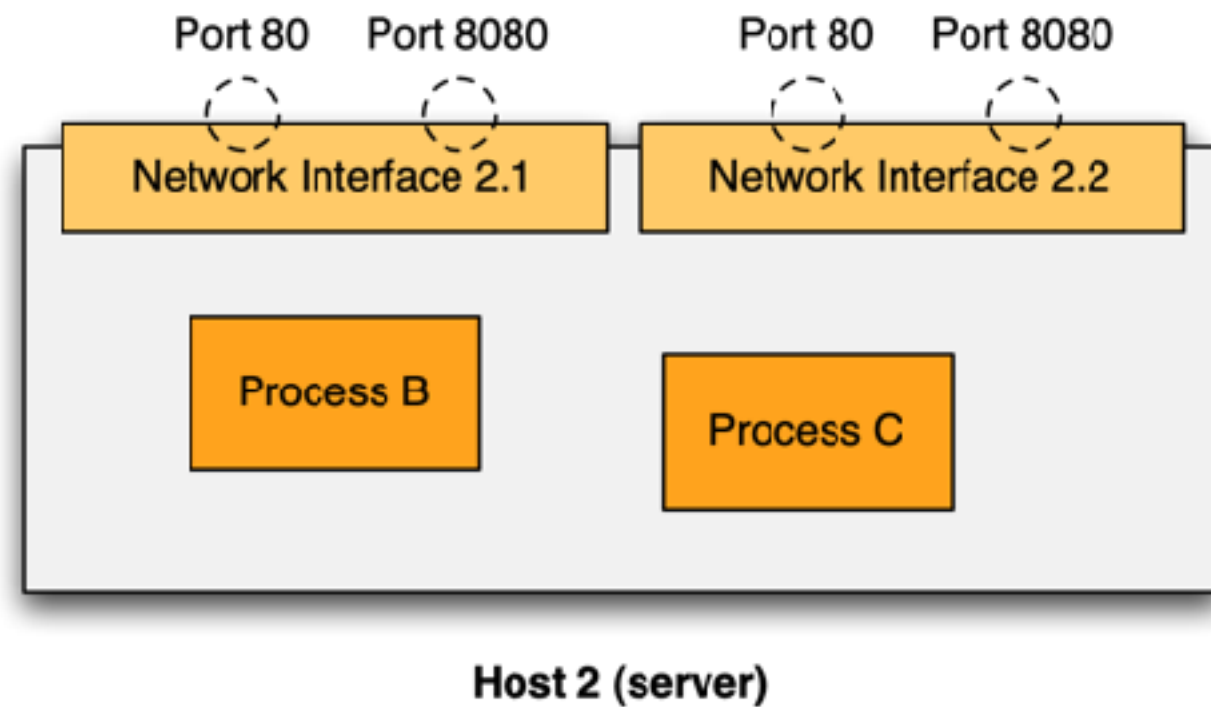 Port 80 Port 8080 Port 80 Port 8080
Network Interface 2.1 Network Interface 2.2
Process B
Process C
Host 2 (server)